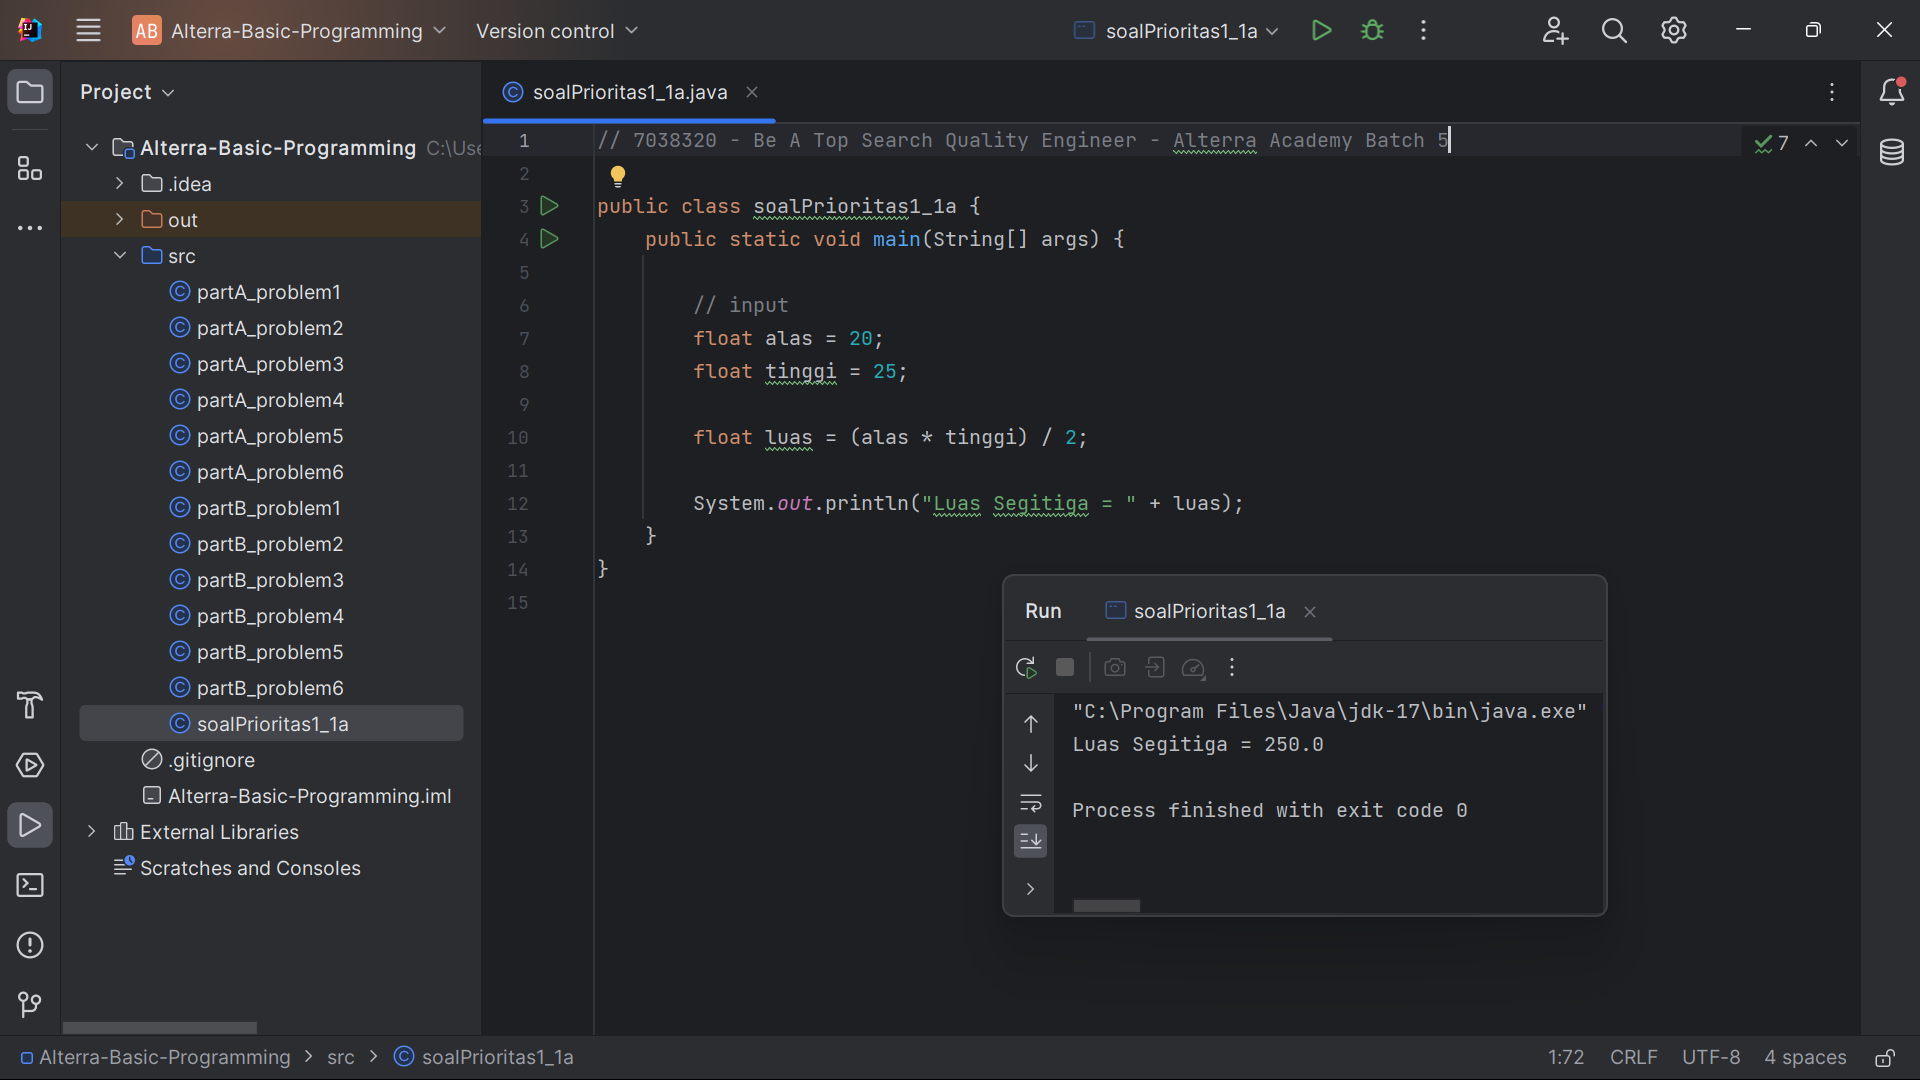 AB Alterra-Basic-Programming Version control soalPrioritas1_1a
Project
soalPrioritas1_1a.java
Alterra-Basic-Programming C:\Use
.idea
out
src
partA_problem1
partA_problem2
partA_problem3
partA_problem4
partA_problem5
partA_problem6
partB_problem1
partB_problem2
partB_problem3
partB_problem4
partB_problem5
partB_problem6
soalPrioritas1_1a
.gitignore
Alterra-Basic-Programming.iml
External Libraries
Scratches and Consoles
1 // 7038320 - Be A Top Search Quality Engineer - Alterra Academy Batch 5
7
2
3 public class soalPrioritas1_1a {
4 public static void main(String[] args) {
5
6 // input
7 float alas = 20;
8 float tinggi = 25;
9
10 float luas = (alas * tinggi) / 2;
11
12 System.out.println("Luas Segitiga = " + luas);
13 }
14 }
15
Run soalPrioritas1_1a
"C:\Program Files\Java\jdk-17\bin\java.exe"
Luas Segitiga = 250.0
Process finished with exit code 0
Alterra-Basic-Programming > src > soalPrioritas1_1a
1:72 CRLF UTF-8 4 spaces